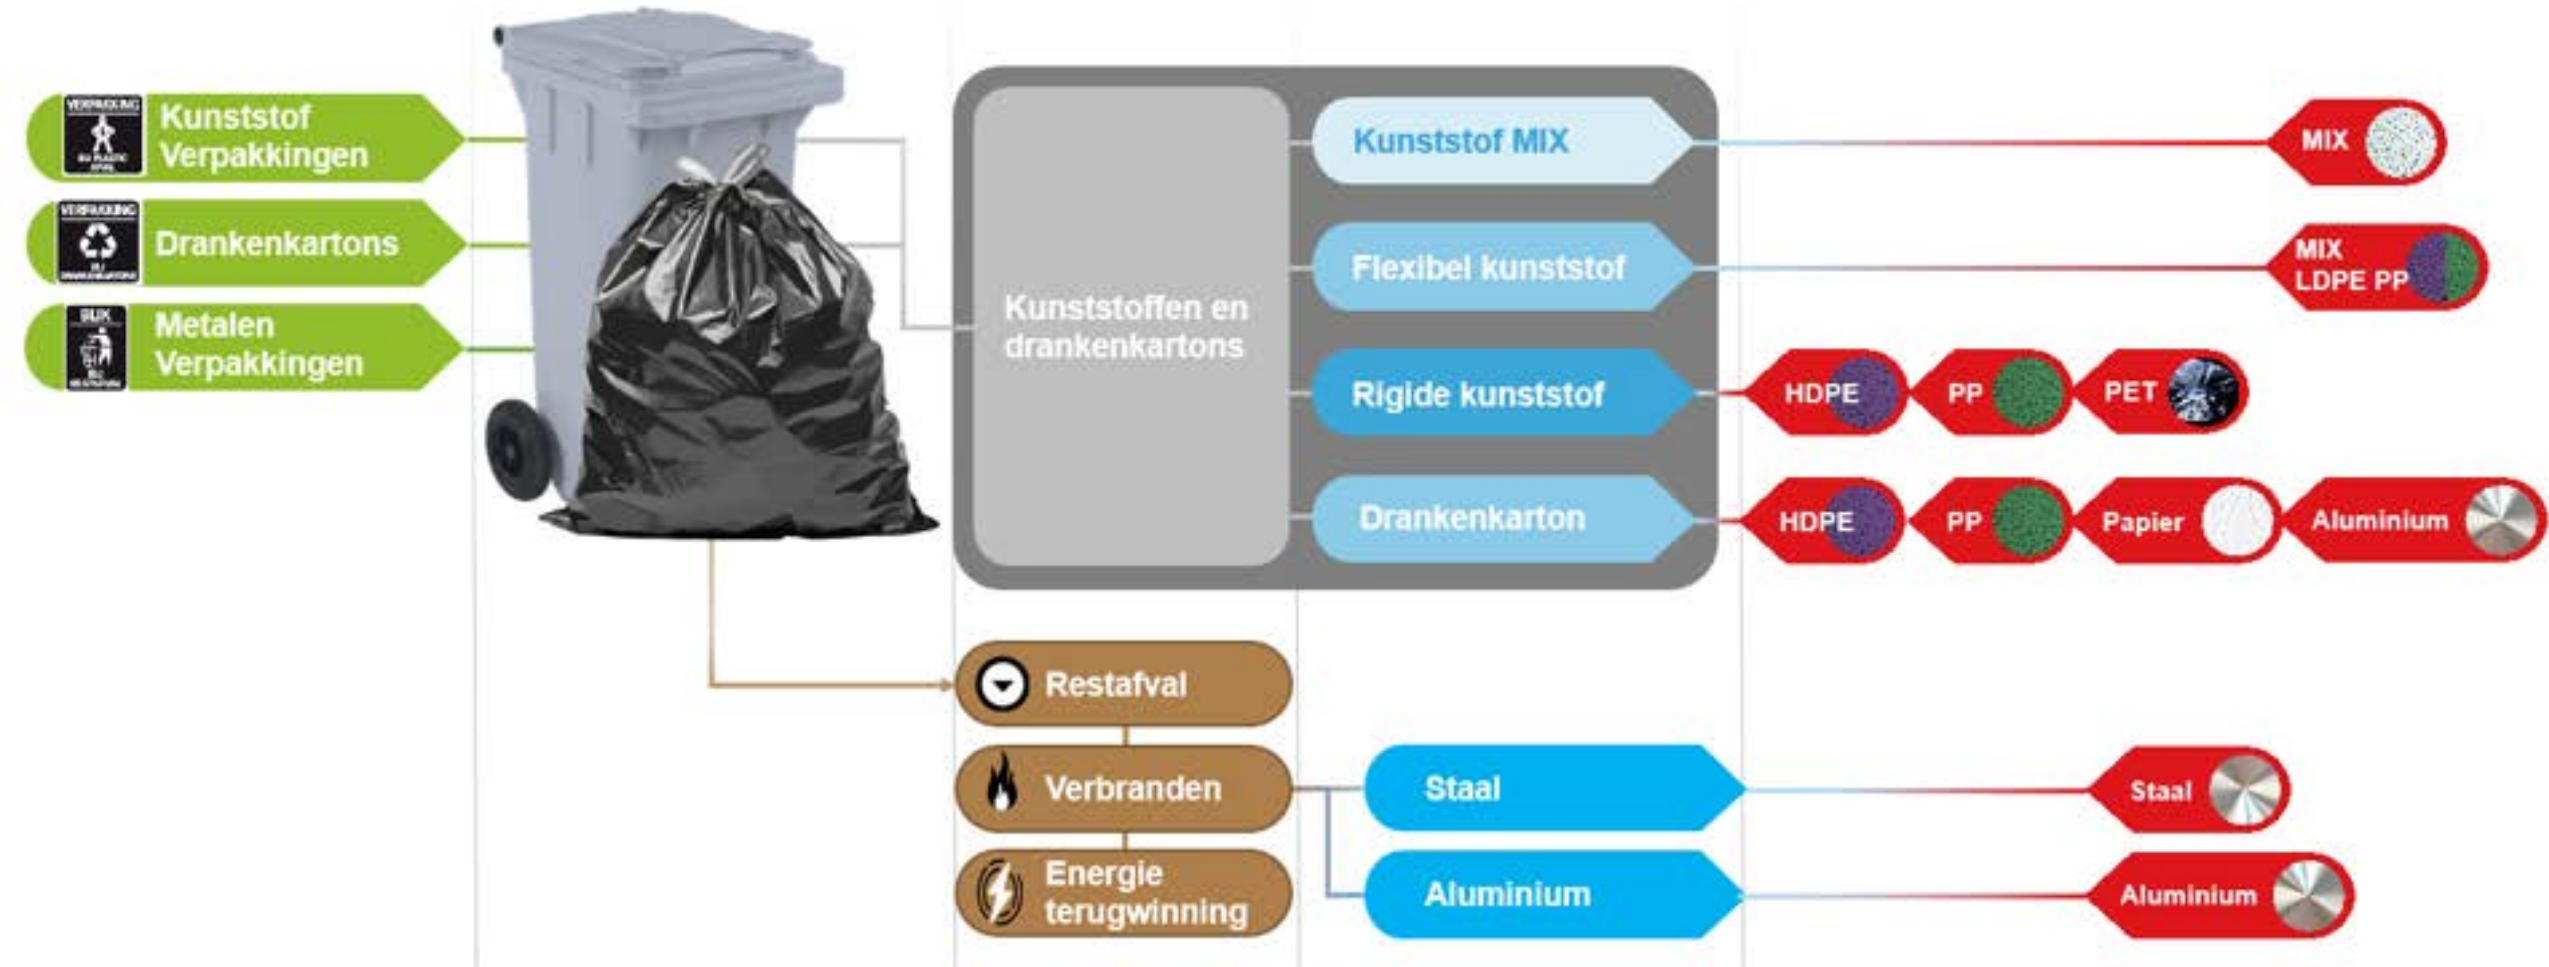 VERPAKKING
Kunststof
Verpakkingen
VERPAKKING
Drankenkartons
BLIK
Metalen
Verpakkingen
Kunststoffen en
drankenkartons
Kunststof MIX
Flexibel kunststof
Rigide kunststof
Drankenkarton
MIX
MIX
LDPE PP
HDPE
PP
PET
HDPE
PP
Papier
Aluminium
Restafval
Verbranden
Energie
terugwinning
Staal
Aluminium
Staal
Aluminium